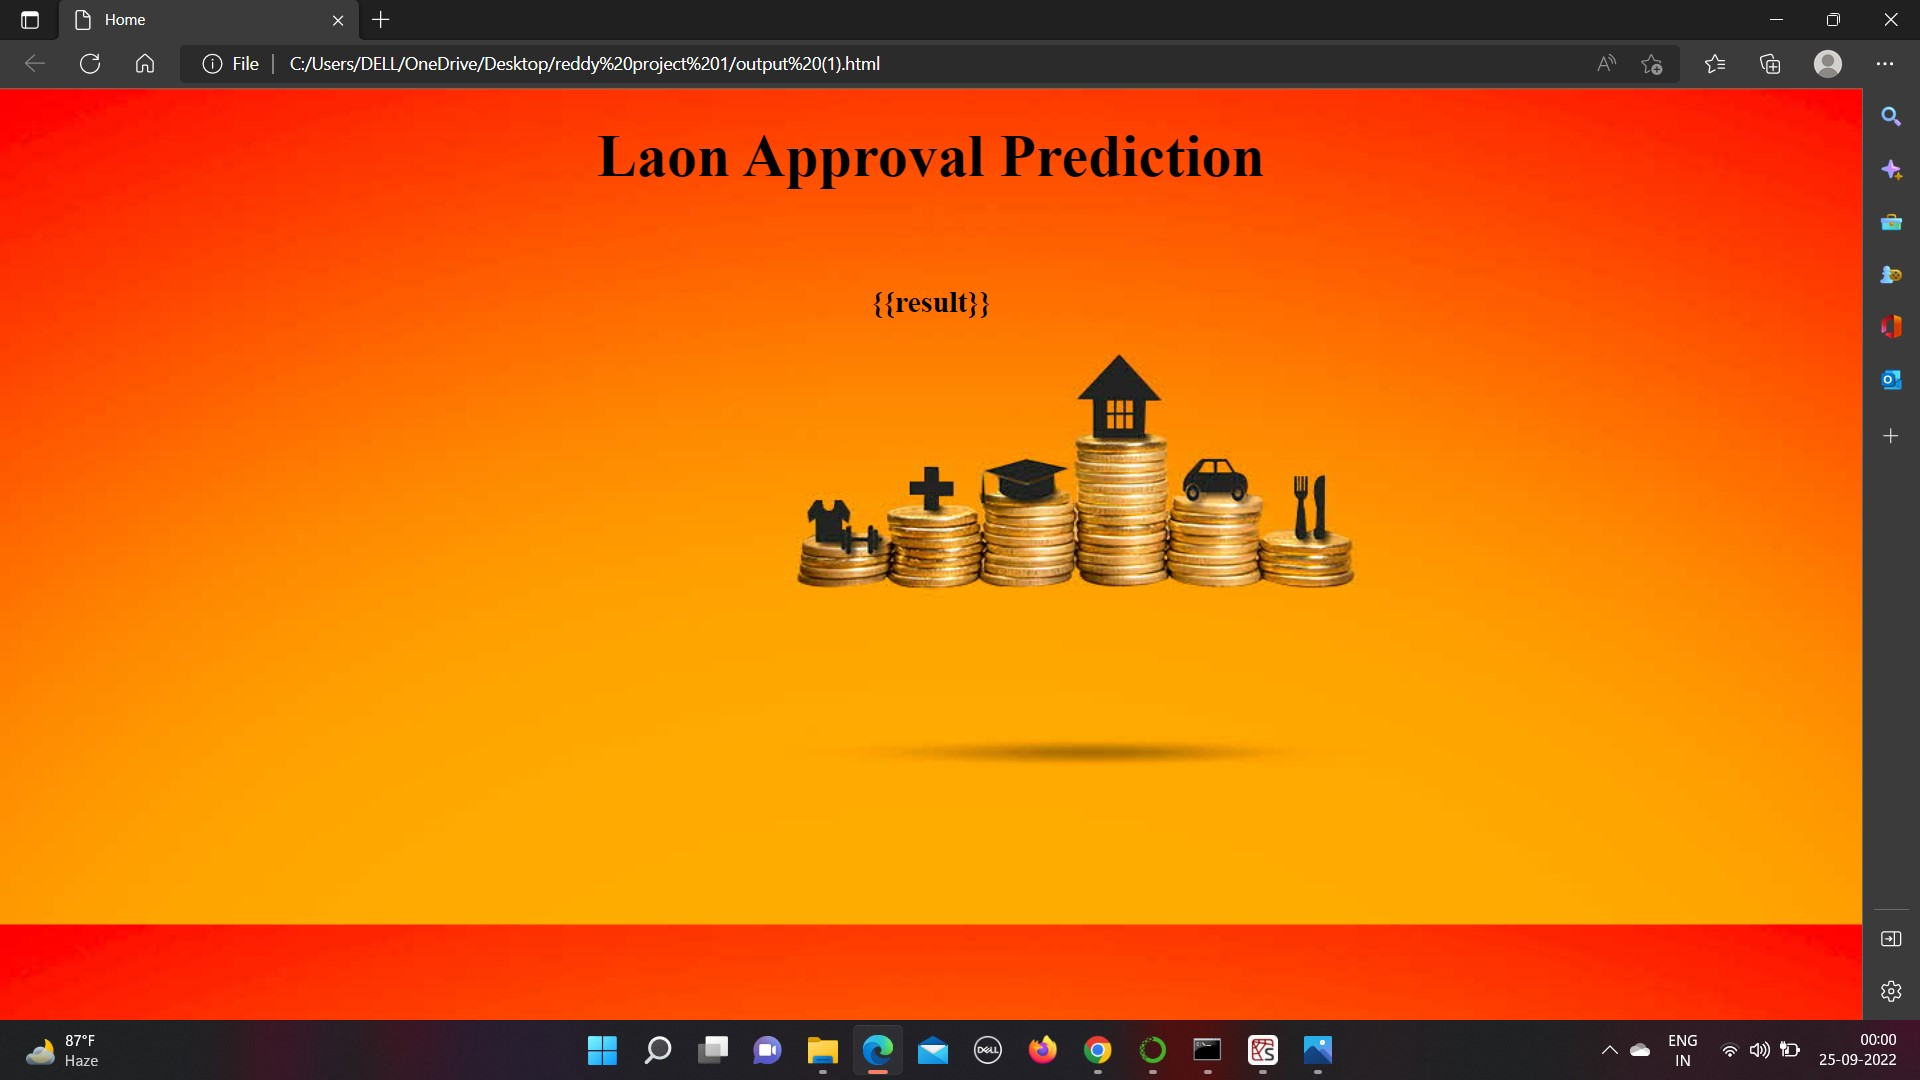 Home
File
C:/Users/DELL/OneDrive/Desktop/reddy%20project%201/output%20(1).html
Laon Approval Prediction
{{result}}
87°F
Haze
DELL
ENG
IN
00:00
25-09-2022